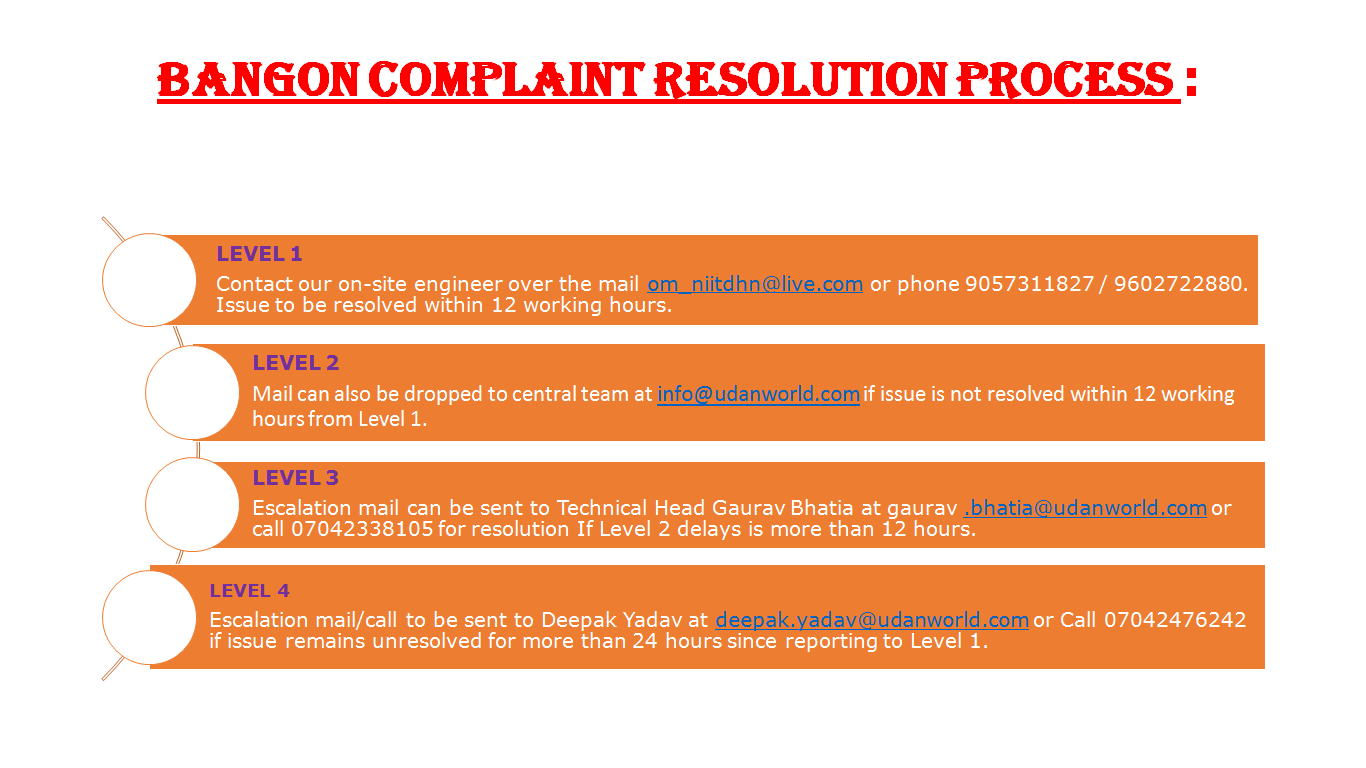 BANGON COMPLAINT RESOLUTION PROCESS :
LEVEL 1
Contact our on-site engineer over the mail om_niitdhn@live.com or phone 9057311827 / 9602722880.
Issue to be resolved within 12 working hours.
LEVEL 2
Mail can also be dropped to central team at info@udanworld.com if issue is not resolved within 12 working
hours from Level 1.
LEVEL 3
Escalation mail can be sent to Technical Head Gaurav Bhatia at gaurav .bhatia@udanworld.com or
call 07042338105 for resolution If Level 2 delays is more than 12 hours.
LEVEL 4
Escalation mail/call to be sent to Deepak Yadav at deepak.yadav@udanworld.com or Call 07042476242
if issue remains unresolved for more than 24 hours since reporting to Level 1.